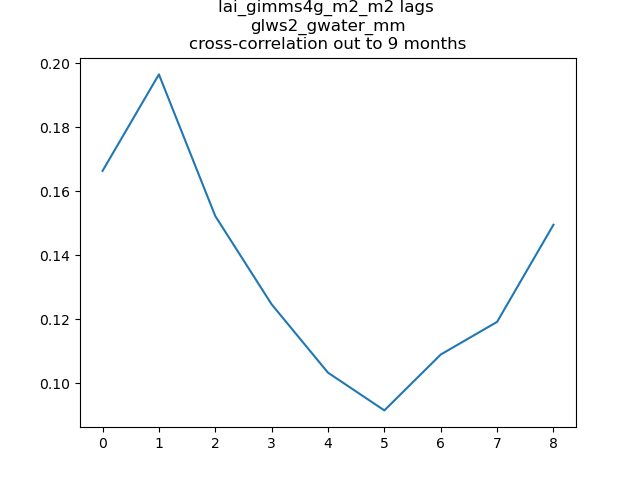 lai_gimms4g_m2_m2 lags
glws2_gwater_mm
cross-correlation out to 9 months
0.20
0.18
0.16
0.14
0.12
0.10
0 1 2 3 4 5 6 7 8